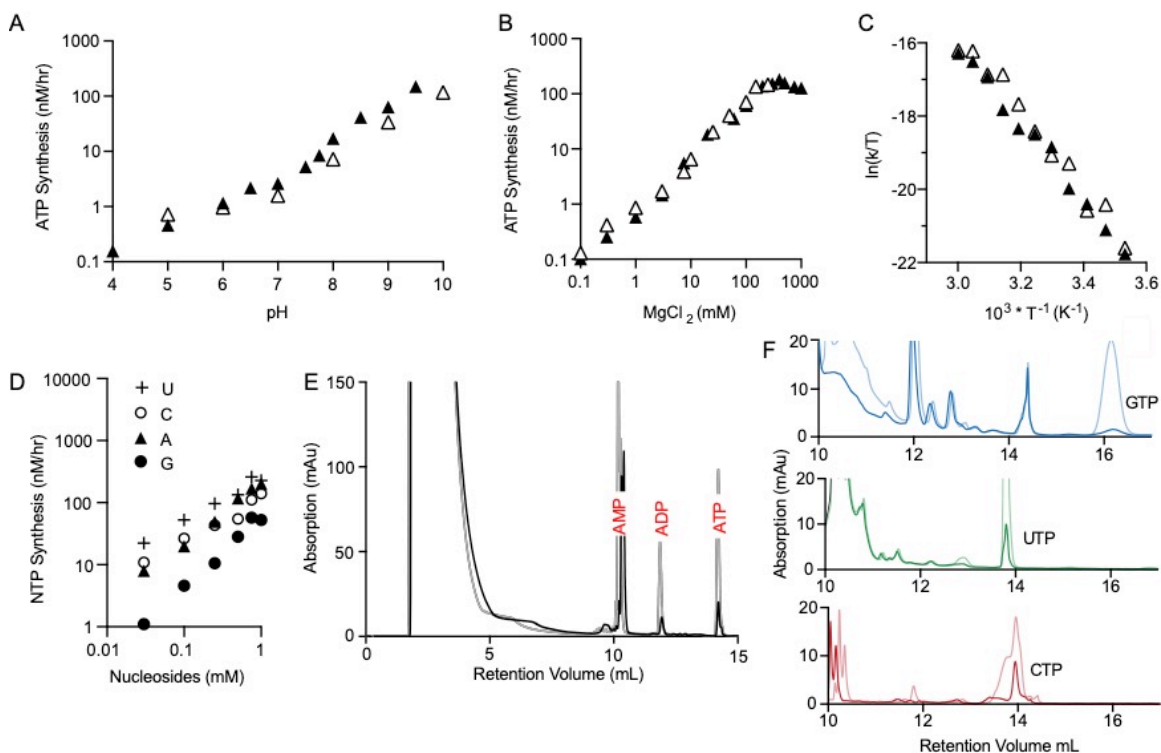 A
ATP Synthesis (nM/hr)
1000
100
10
1
0.1
4 5 6 7 8 9 10
pH
B
ATP Synthesis (nM/hr)
1000
100
10
1
0.1
0.1 1 10 100 1000
MgCl2 (mM)
C
ln(k/T)
-16
-18
-20
-22
3.0 3.2 3.4 3.6
10³ * T⁻¹ (K⁻¹)
D
NTP Synthesis (nM/hr)
10000
1000
100
10
1
0.01 0.1 1
Nucleosides (mM)
U
C
A
G
E
Absorption (mAu)
150
100
50
0
0 5 10 15
Retention Volume (mL)
AMP
ADP
ATP
F
Absorption (mAu)
20
10
0
10 12 14 16
GTP
20
10
0
10 12 14 16
UTP
20
10
0
10 12 14 16
CTP
Retention Volume mL